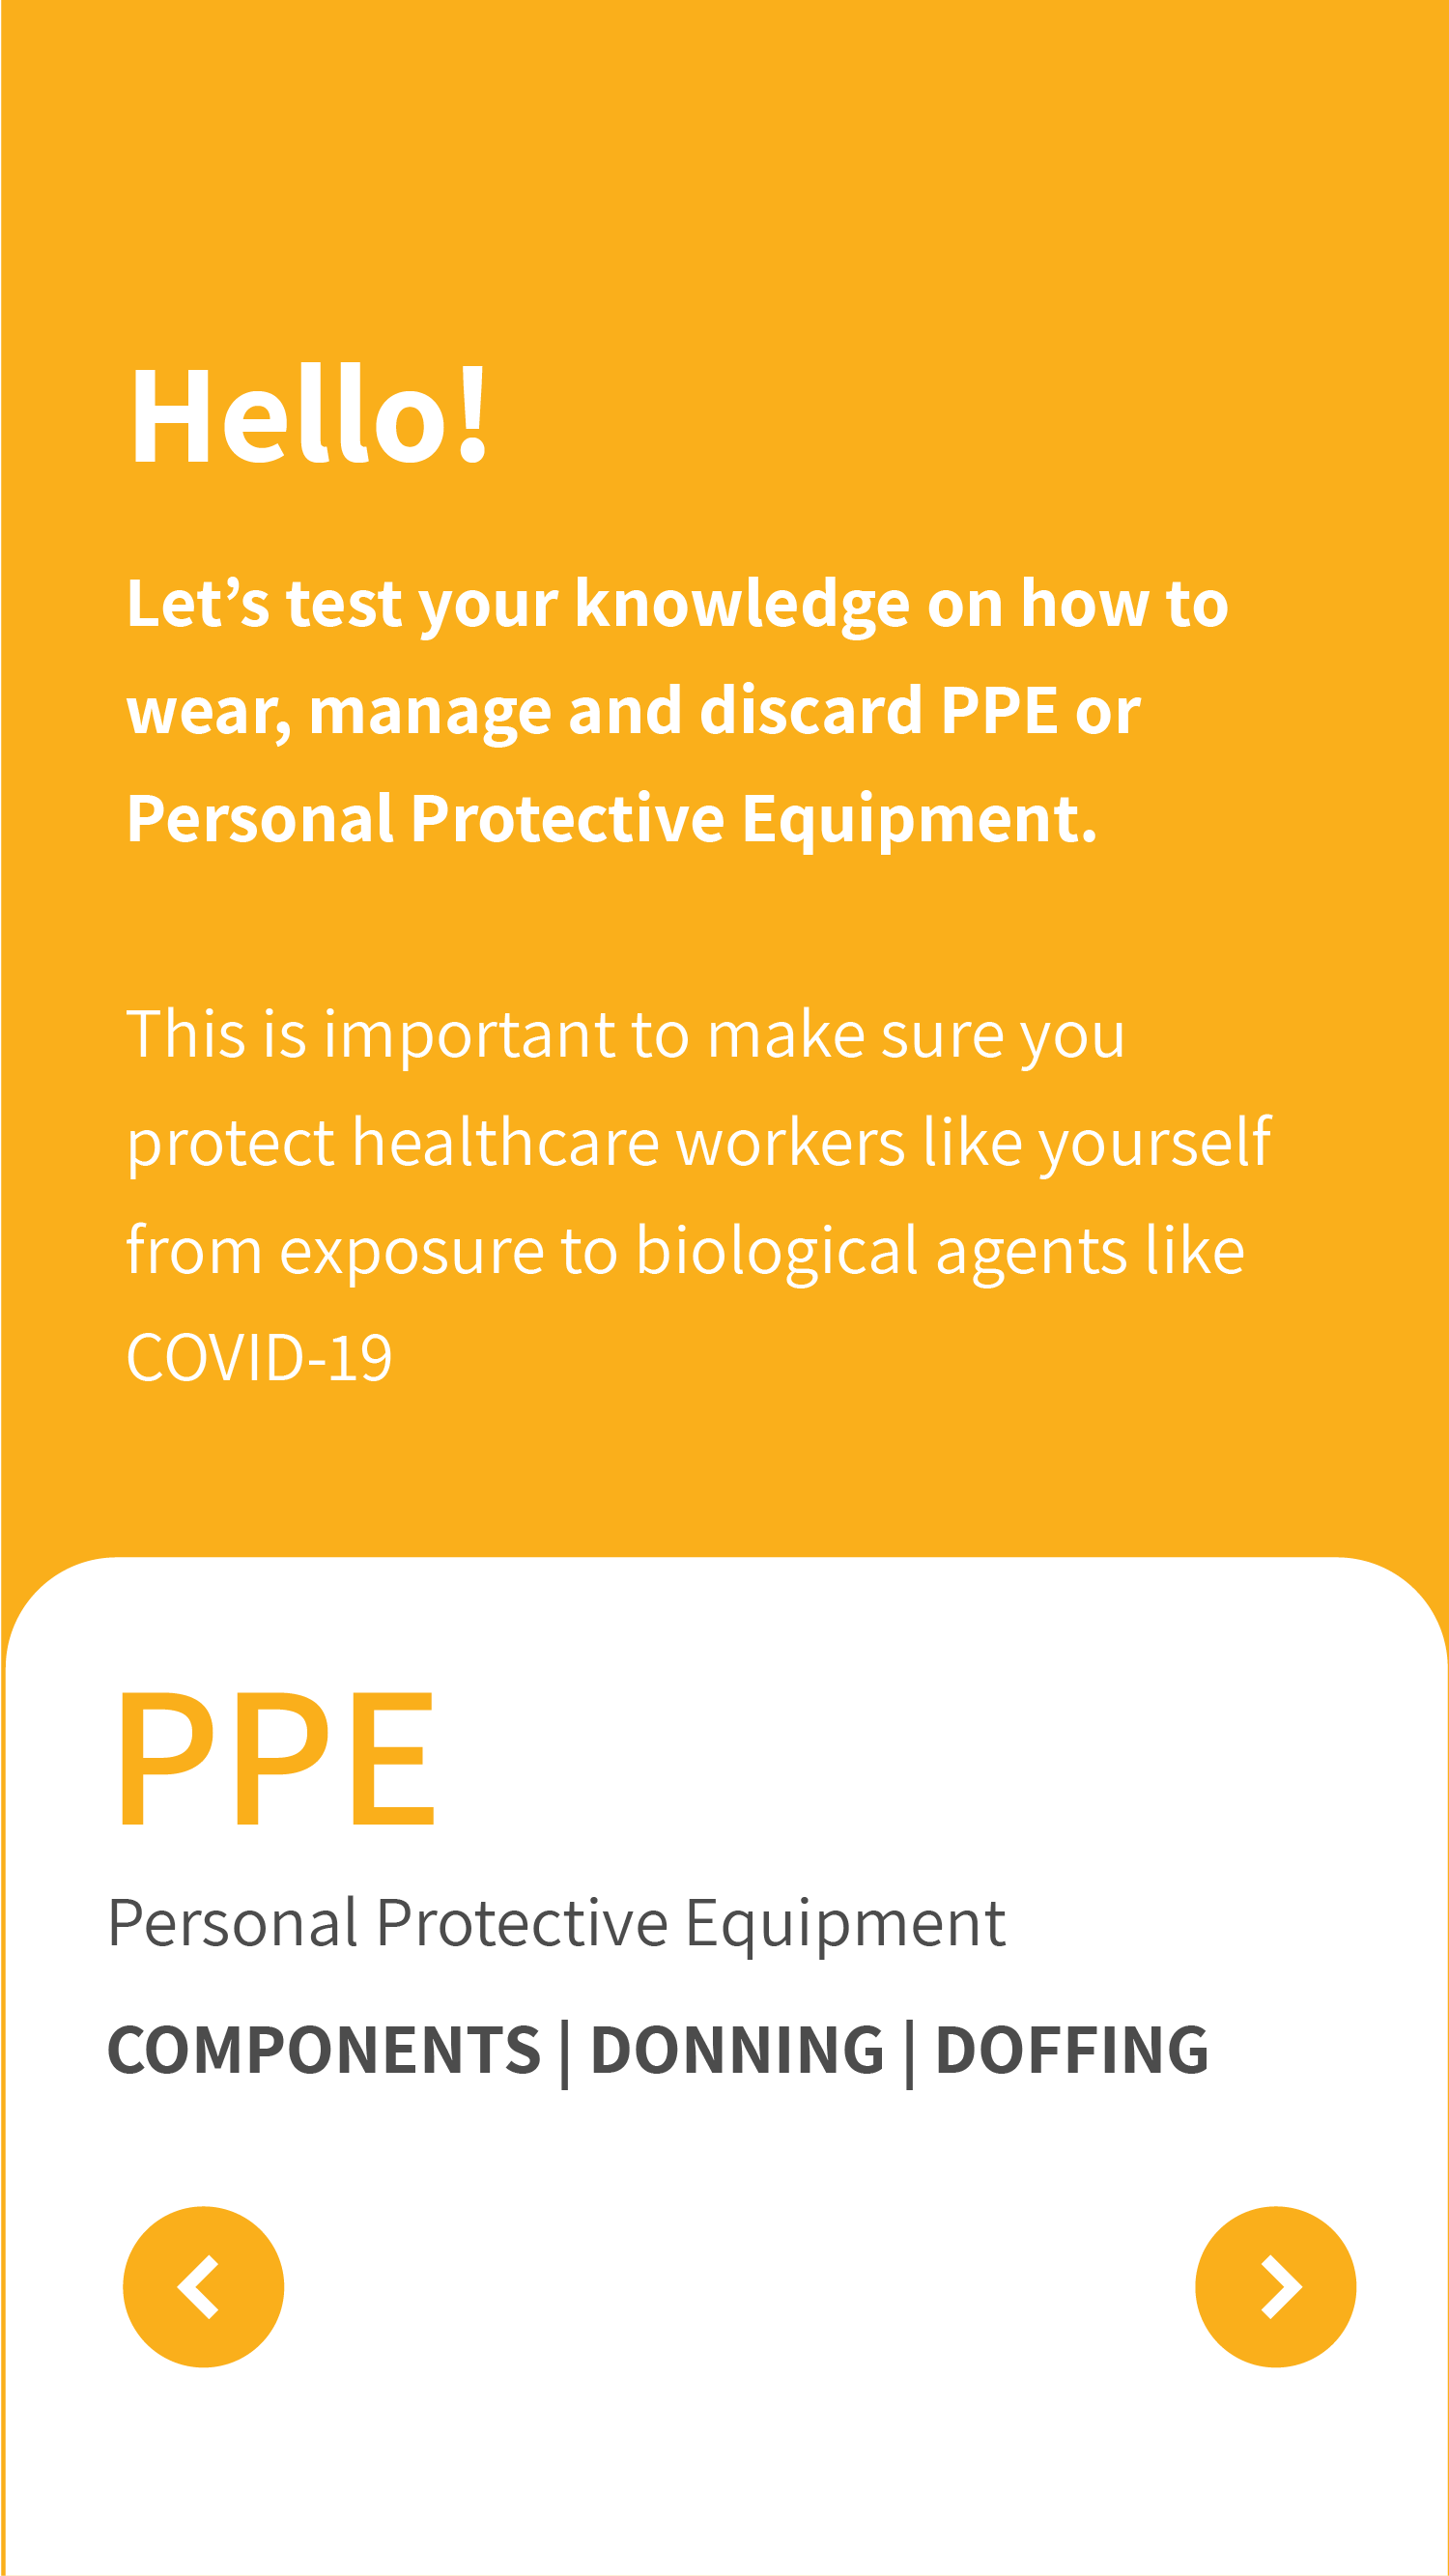 Hello!
Let’s test your knowledge on how to
wear, manage and discard PPE or
Personal Protective Equipment.
This is important to make sure you
protect healthcare workers like yourself
from exposure to biological agents like
COVID-19
PPE
Personal Protective Equipment
COMPONENTS | DONNING | DOFFING